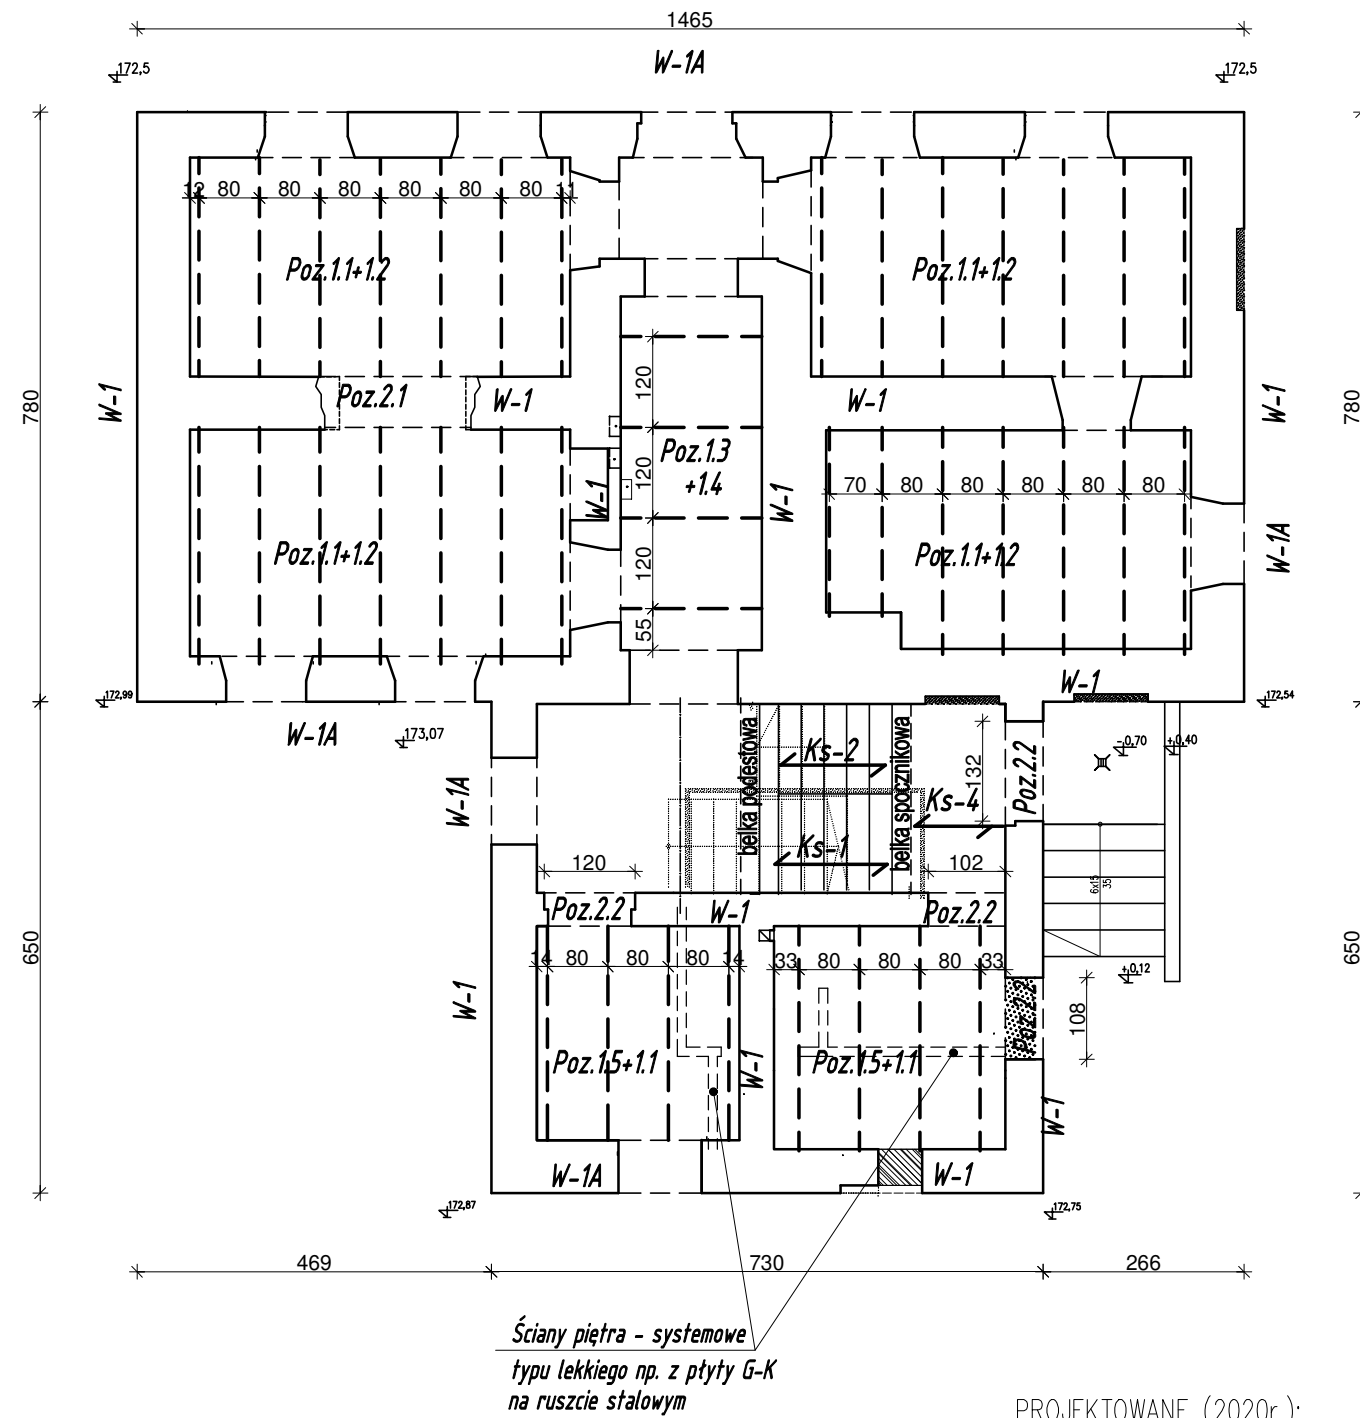 1465
W-1A
172,5
172,5
12 80 80 80 80 80 80 11
Poz.1.1+1.2
Poz.1.1+1.2
780
W-1
Poz.2.1
W-1
120
W-1
W-1
780
Poz.1.3
+1.4
120
W-1
W-1
70 80 80 80 80 80
W-1A
Poz.1.1+1.2
Poz.1.1+1.2
120
55
W-1
172,99
172,54
W-1A
173,07
belka podestowa
Ks-2
belka spocznikowa
132
Poz.2.2
-0,70
+0,40
W-1A
Ks-4
Ks-1
120
102
6x15
35
Poz.2.2
W-1
Poz.2.2
650
650
14 80 80 80 14
33 80 80 80 33
+0,12
W-1
Poz.2.2
108
Poz.1.5+1.1
W-1
Poz.1.5+1.1
W-1
W-1A
W-1
172,87
172,75
469
730
266
Ściany piętra - systemowe
typu lekkiego np. z płyty G-K
na ruszcie stalowym
PROJEKTOWANE (2020r.):